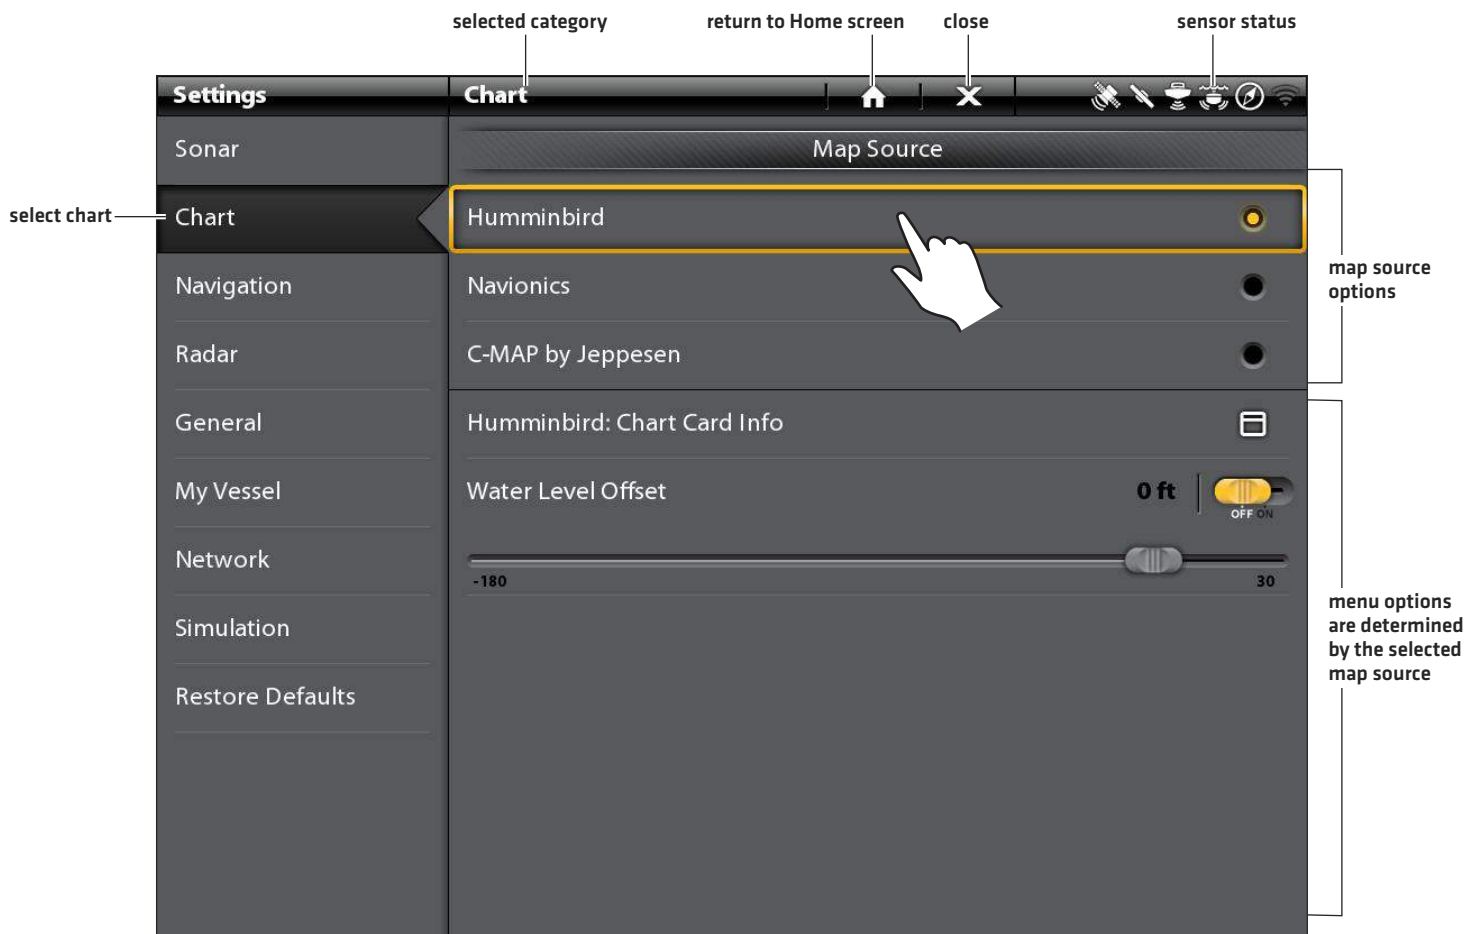 selected category
return to Home screen
close
sensor status
Settings
Chart
Sonar
Map Source
select chart
Chart
Humminbird
map source
options
Navigation
Navionics
Radar
C-MAP by Jeppesen
General
Humminbird: Chart Card Info
My Vessel
Water Level Offset
0 ft
OFF ON
Network
-180
30
menu options
are determined
by the selected
map source
Simulation
Restore Defaults